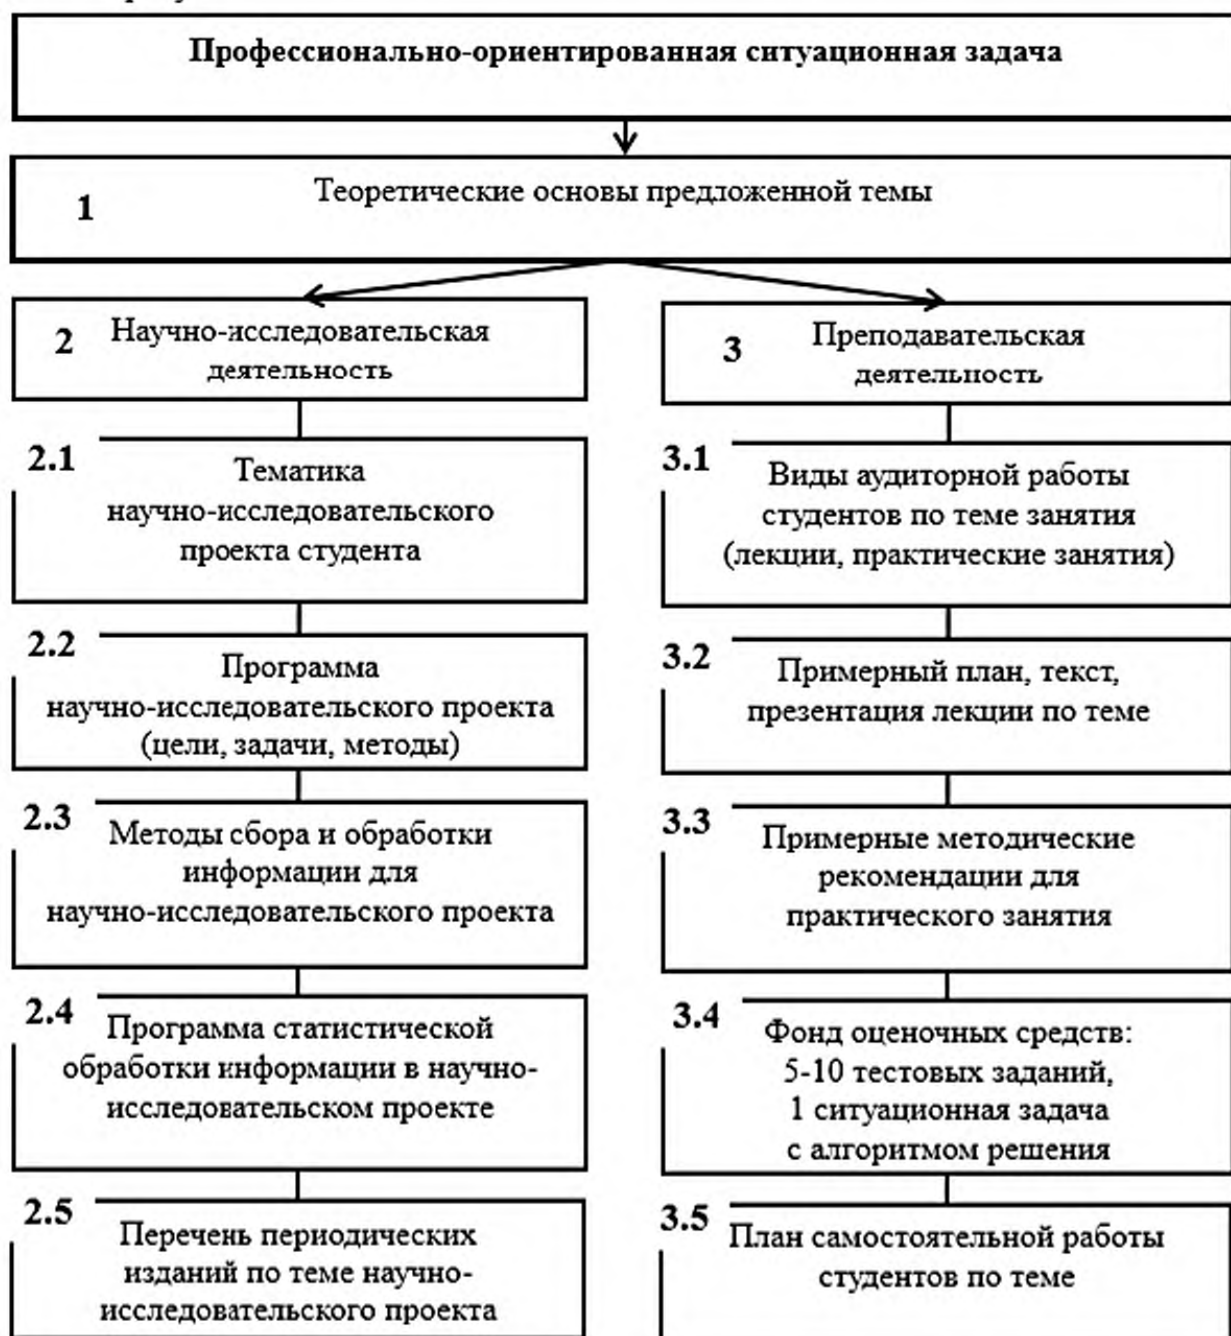 Профессионально-ориентированная ситуационная задача
1
Теоретические основы предложенной темы
2
Научно-исследовательская
деятельность
2.1
Тематика
научно-исследовательского
проекта студента
2.2
Программа
научно-исследовательского проекта
(цели, задачи, методы)
2.3
Методы сбора и обработки
информации для
научно-исследовательского проекта
2.4
Программа статистической
обработки информации в научно-
исследовательском проекте
2.5
Перечень периодических
изданий по теме научно-
исследовательского проекта
3
Преподавательская
деятельность
3.1
Виды аудиторной работы
студентов по теме занятия
(лекции, практические занятия)
3.2
Примерный план, текст,
презентация лекции по теме
3.3
Примерные методические
рекомендации для
практического занятия
3.4
Фонд оценочных средств:
5-10 тестовых заданий,
1 ситуационная задача
с алгоритмом решения
3.5
План самостоятельной работы
студентов по теме